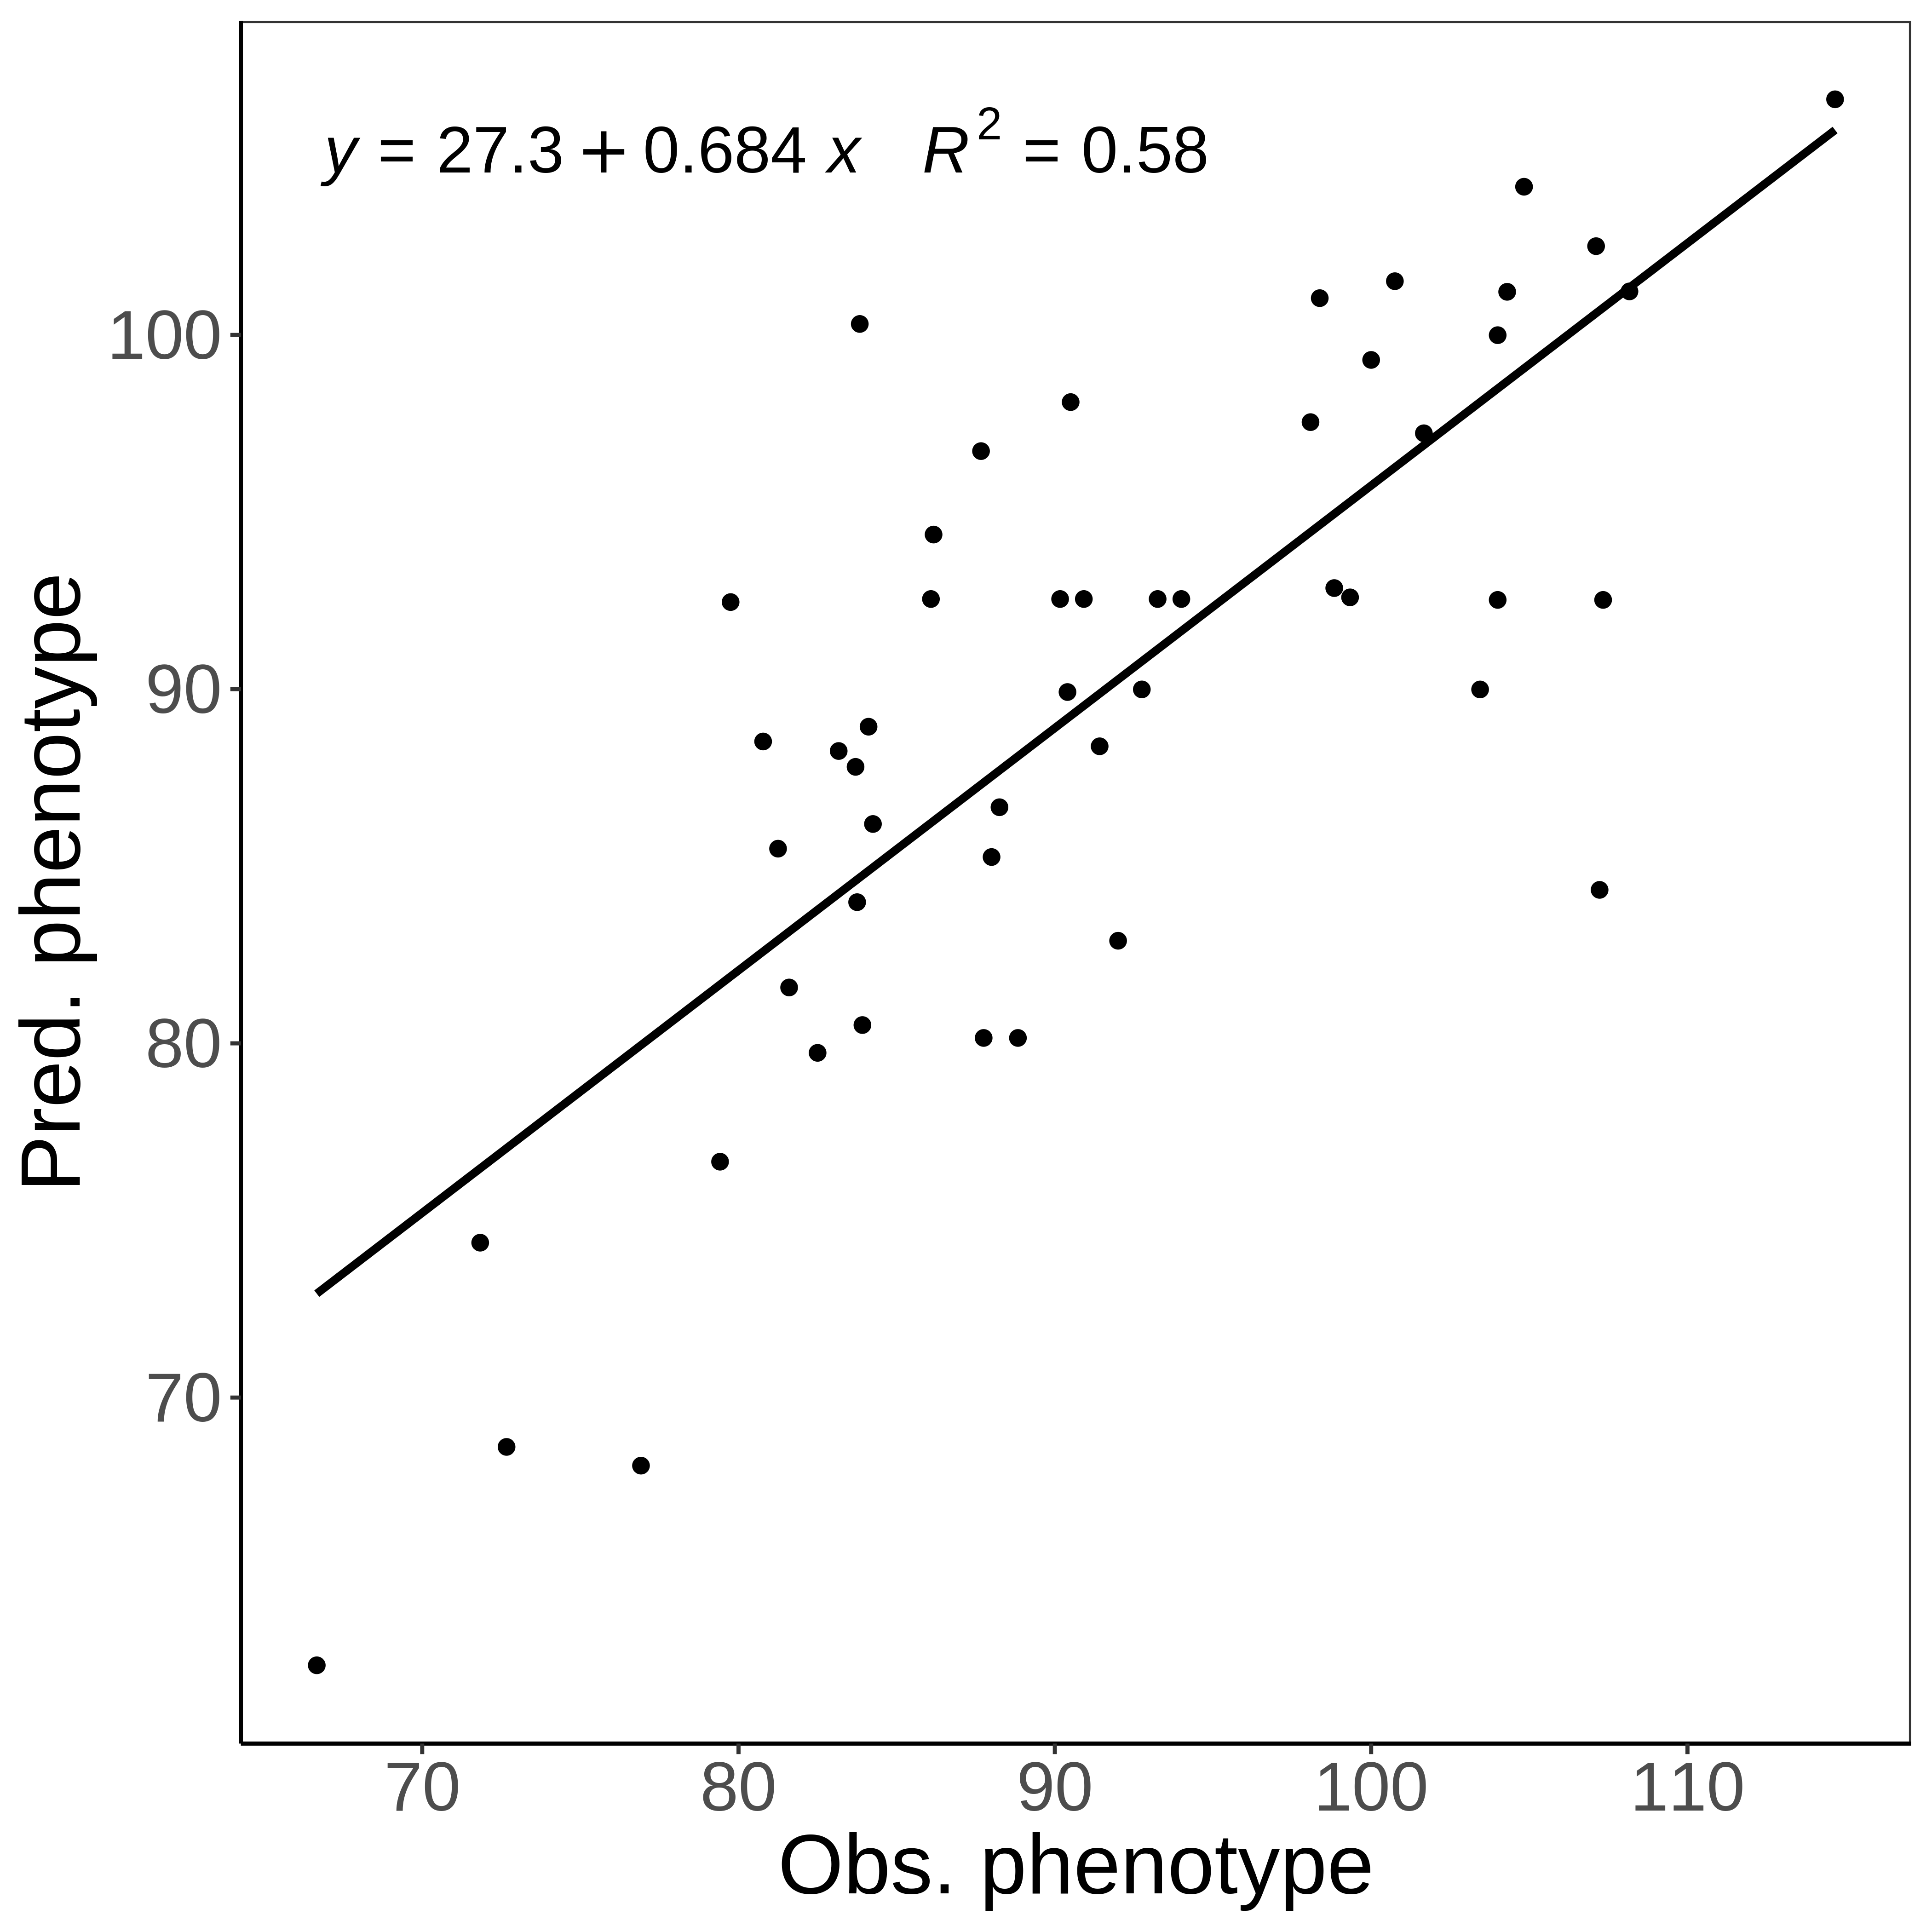 y = 27.3 + 0.684 x R² = 0.58
100
90
80
70
Pred. phenotype
70 80 90 100 110
Obs. phenotype